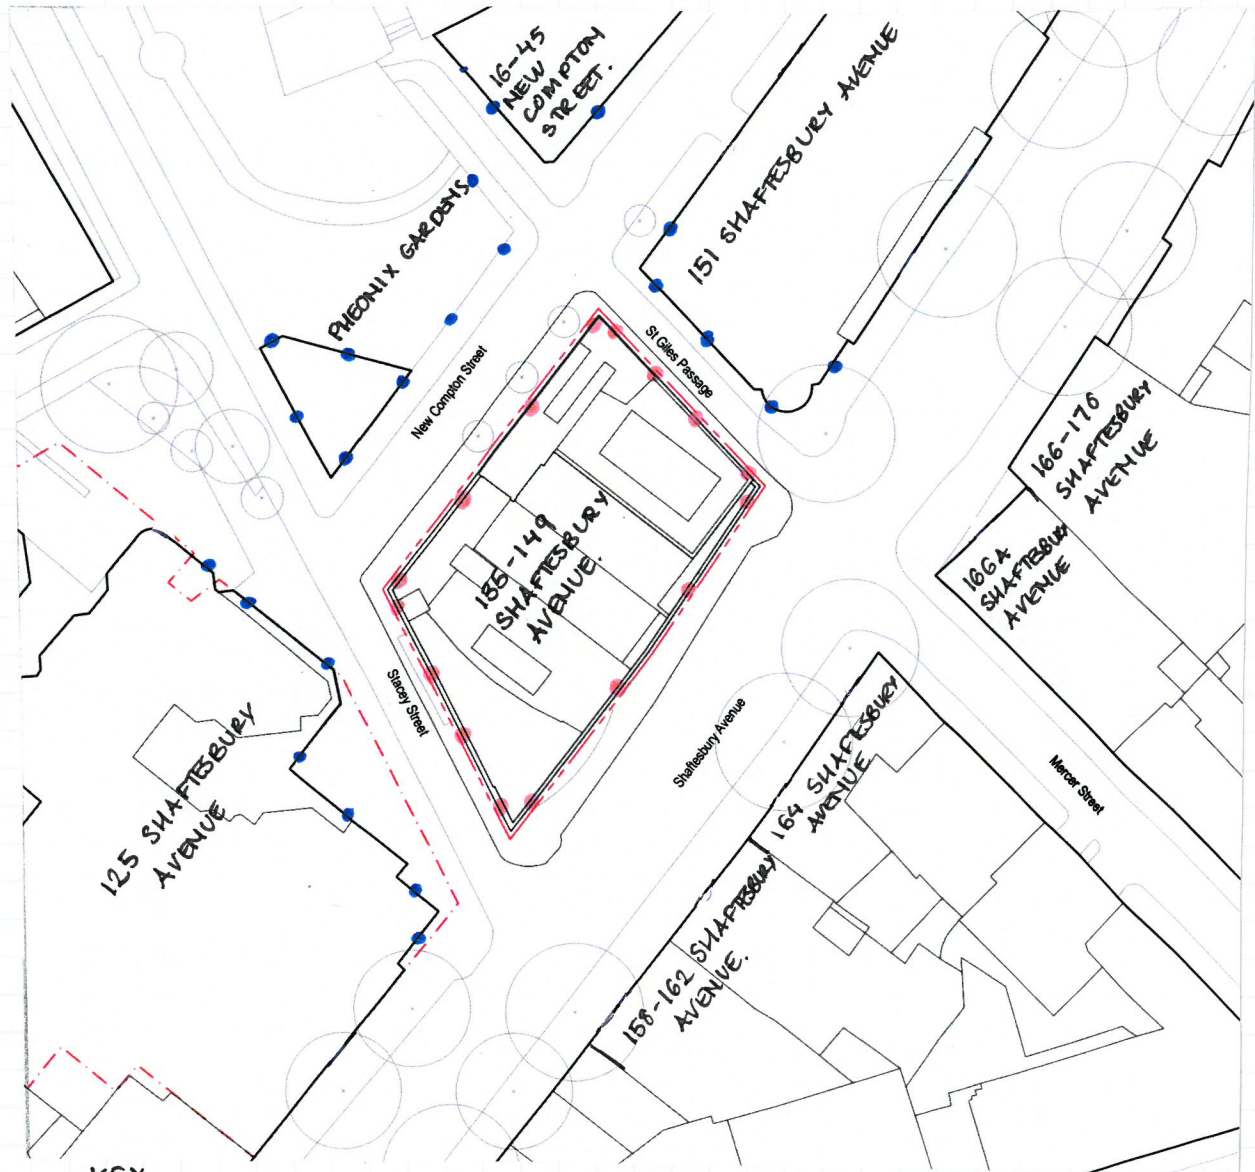 16-45
NEW
COMPTON
STREET.
151 SHAFTESBURY AVENUE
PHEONIX GARDENS
St Giles Passage
New Compton Street
166-176
SHAFTESBURY
AVENUE
135-149
SHAFTESBURY
AVENUE.
166A
SHAFTESBURY
AVENUE
Stacey Street
Shaftesbury Avenue
164 SHAFTESBURY
AVENUE
Mercer Street
125 SHAFTESBURY
AVENUE
158-162 SHAFTESBURY
AVENUE.
KEY